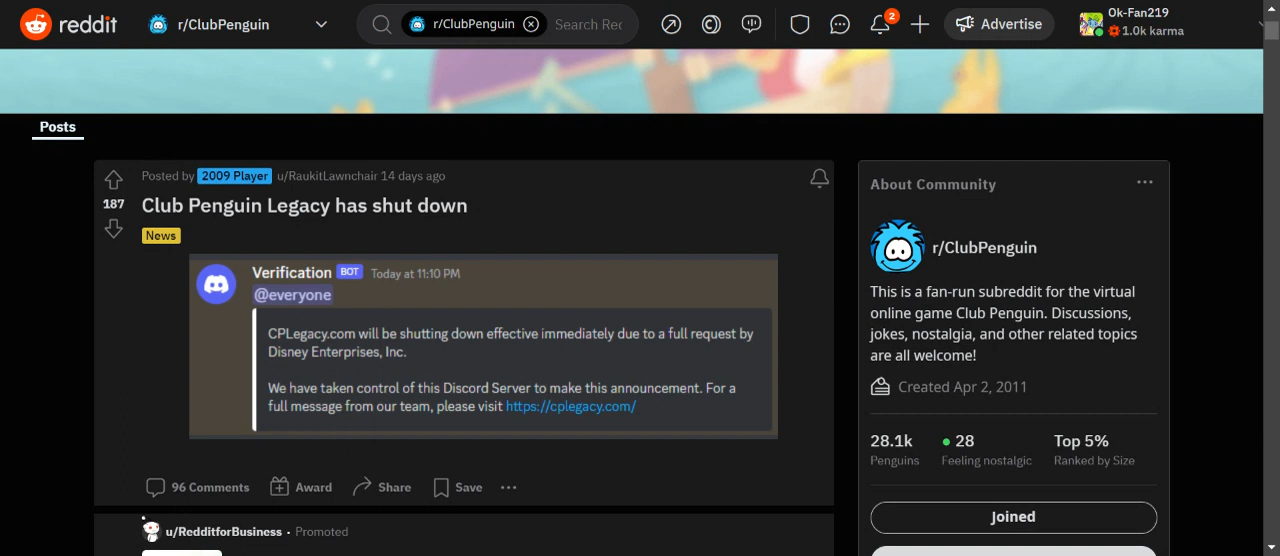 reddit
r/ClubPenguin
r/ClubPenguin
2
Advertise
Ok-Fan219
1.0k karma
Posts
Posted by 2009 Player u/RaukitLawnchair 14 days ago
187
Club Penguin Legacy has shut down
News
Verification BOT Today at 11:10 PM
@everyone
CPLegacy.com will be shutting down effective immediately due to a full request by
Disney Enterprises, Inc.
We have taken control of this Discord Server to make this announcement. For a
full message from our team, please visit https://cplegacy.com/
96 Comments
Award
Share
Save
u/RedditforBusiness · Promoted
About Community
r/ClubPenguin
This is a fan-run subreddit for the virtual
online game Club Penguin. Discussions,
jokes, nostalgia, and other related topics
are all welcome!
Created Apr 2, 2011
28.1k 28 Top 5%
Penguins Feeling nostalgic Ranked by Size
Joined